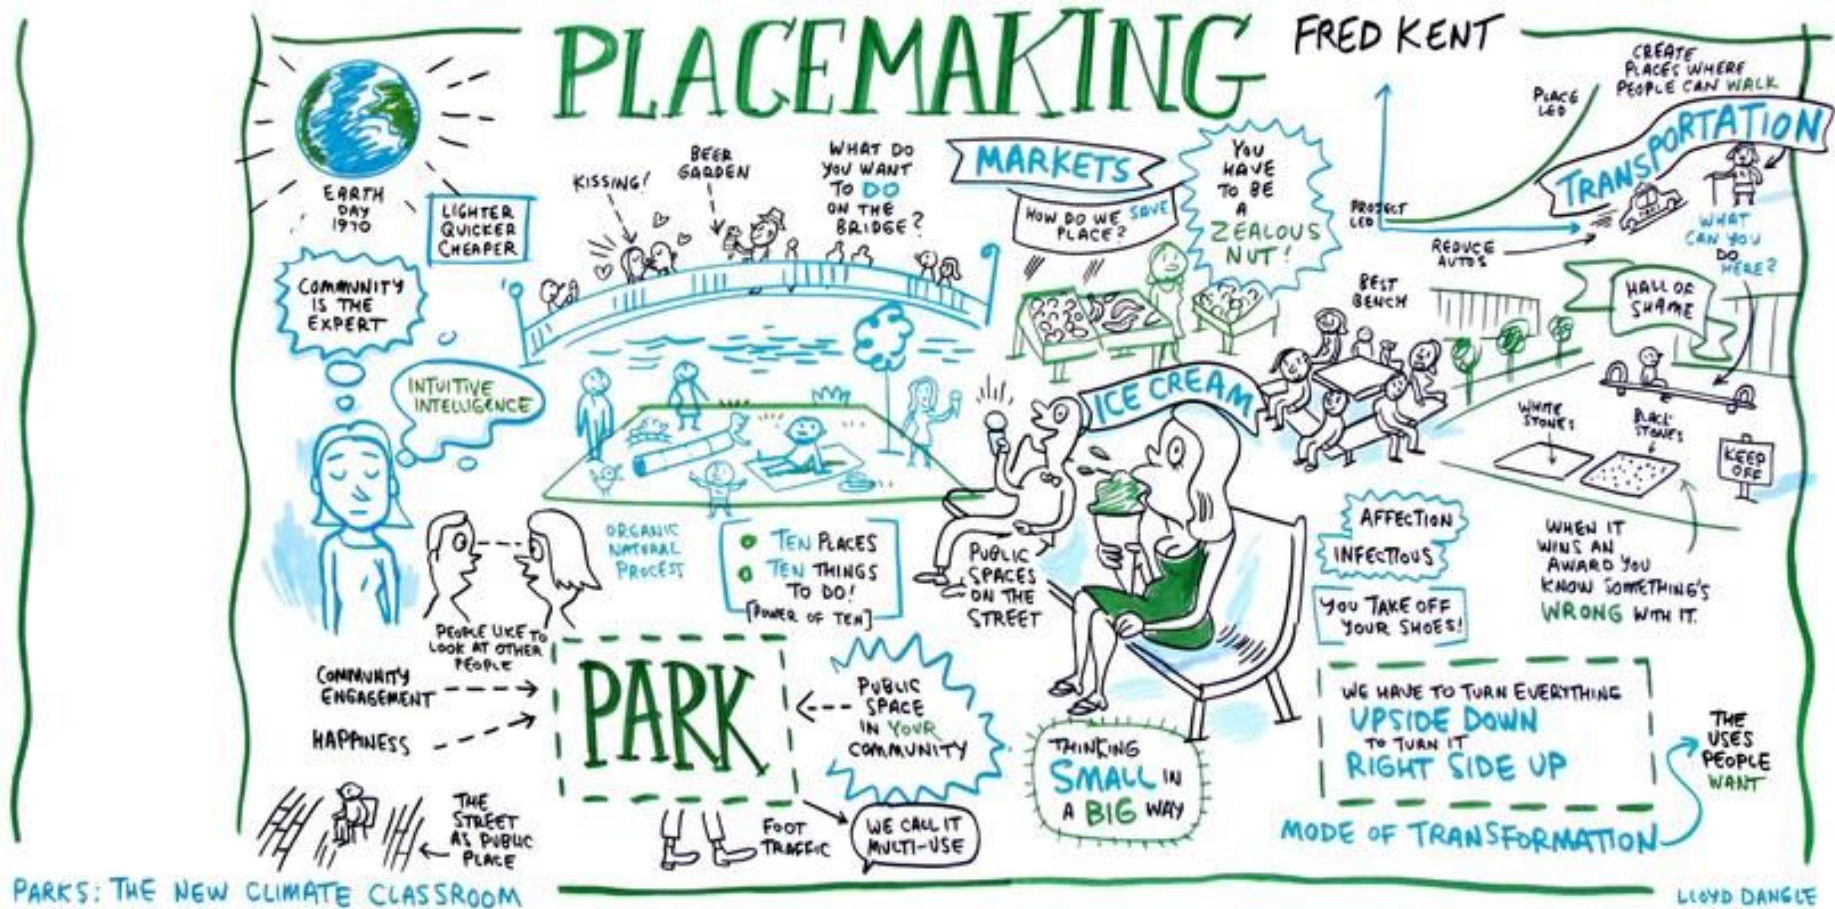 PLACEMAKING
FRED KENT
EARTH
DAY
1970
LIGHTER
QUICKER
CHEAPER
COMMUNITY
IS THE
EXPERT
INTUITIVE
INTELLIGENCE
KISSING!
BEER
GARDEN
WHAT DO
YOU WANT
TO DO
ON THE
BRIDGE?
MARKETS
HOW DO WE SAVE
PLACE?
YOU
HAVE
TO BE
A
ZEALOUS
NUT!
PLACE
LED
PROJECT
LED
CREATE
PLACES WHERE
PEOPLE CAN WALK
TRANSPORTATION
REDUCE
AUTOS
WHAT
CAN YOU
DO
HERE?
BEST
BENCH
HALL OF
SHAME
WHITE
STONES
BLACK
STONES
KEEP
OFF
ICE CREAM
PEOPLE LIKE TO
LOOK AT OTHER
PEOPLE
ORGANIC
NATURAL
PROCESS
TEN PLACES
TEN THINGS
TO DO!
[POWER OF TEN]
PUBLIC
SPACES
ON THE
STREET
AFFECTION
INFECTIOUS
YOU TAKE OFF
YOUR SHOES!
WHEN IT
WINS AN
AWARD YOU
KNOW SOMETHING'S
WRONG WITH IT.
COMMUNITY
ENGAGEMENT
HAPPINESS
PARK
PUBLIC
SPACE
IN YOUR
COMMUNITY
THINKING
SMALL IN
A BIG WAY
WE HAVE TO TURN EVERYTHING
UPSIDE DOWN
TO TURN IT
RIGHT SIDE UP
MODE OF TRANSFORMATION
THE
USES
PEOPLE
WANT
THE
STREET
AS PUBLIC
PLACE
FOOT
TRAFFIC
WE CALL IT
MULTI-USE
PARKS: THE NEW CLIMATE CLASSROOM
LLOYD DANGLE